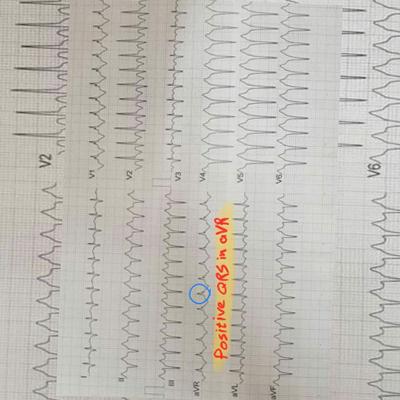 V2
V1
V2
V3
V4
V5
V6
V6
I
II
III
aVR
aVL
aVF
Positive QRS in aVR